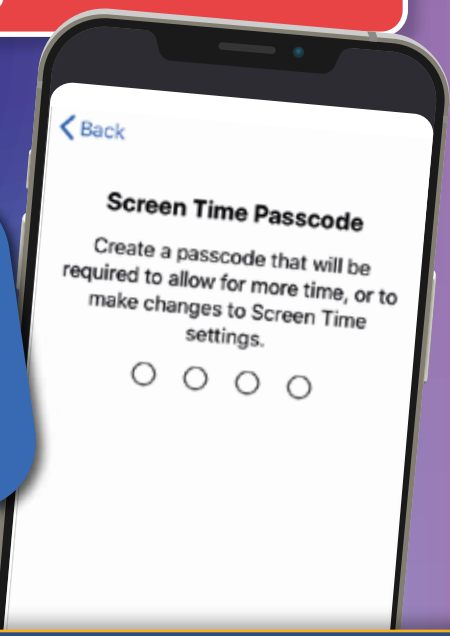 Back
Screen Time Passcode
Create a passcode that will be
required to allow for more time, or to
make changes to Screen Time
settings.